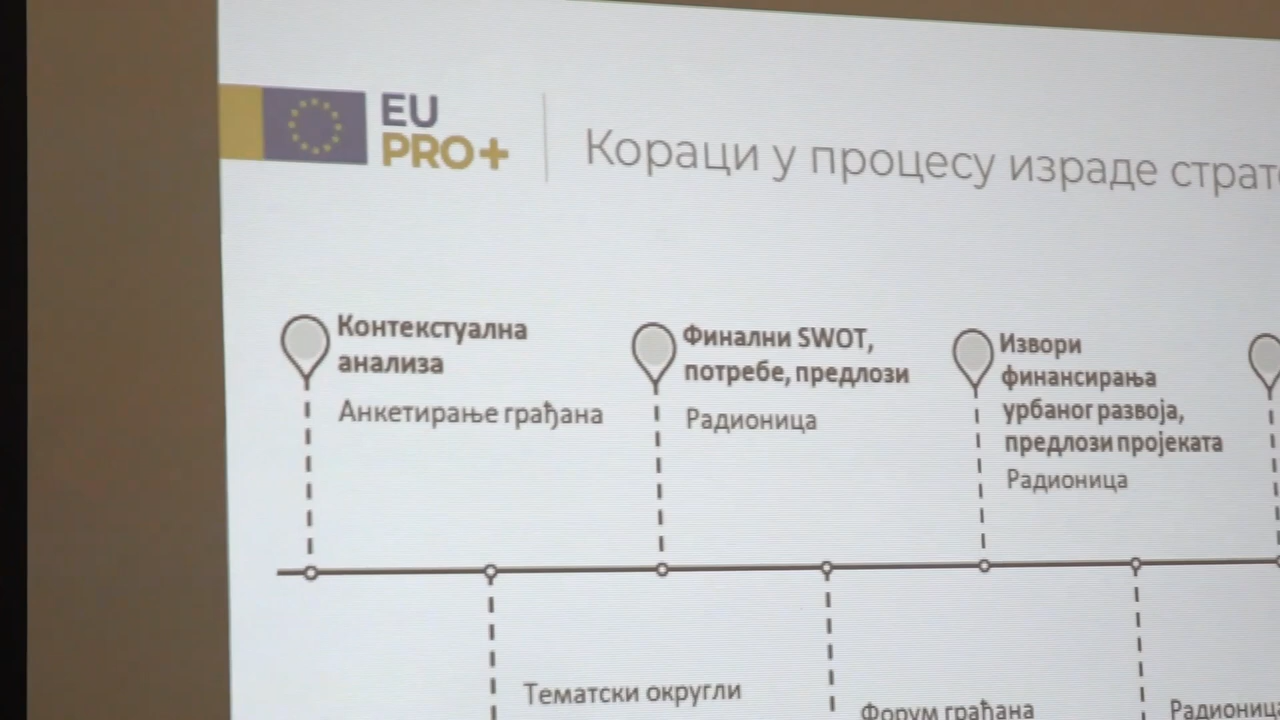 EU
PRO+
Кораци у процесу израде
Контекстуална
анализа
Анкетирање грађана
Финални SWOT,
потребе, предлози
Радионица
Извори
финансирања
урбаног развоја,
предлози пројеката
Радионица
Тематски округли
Форум грађана
Радионица